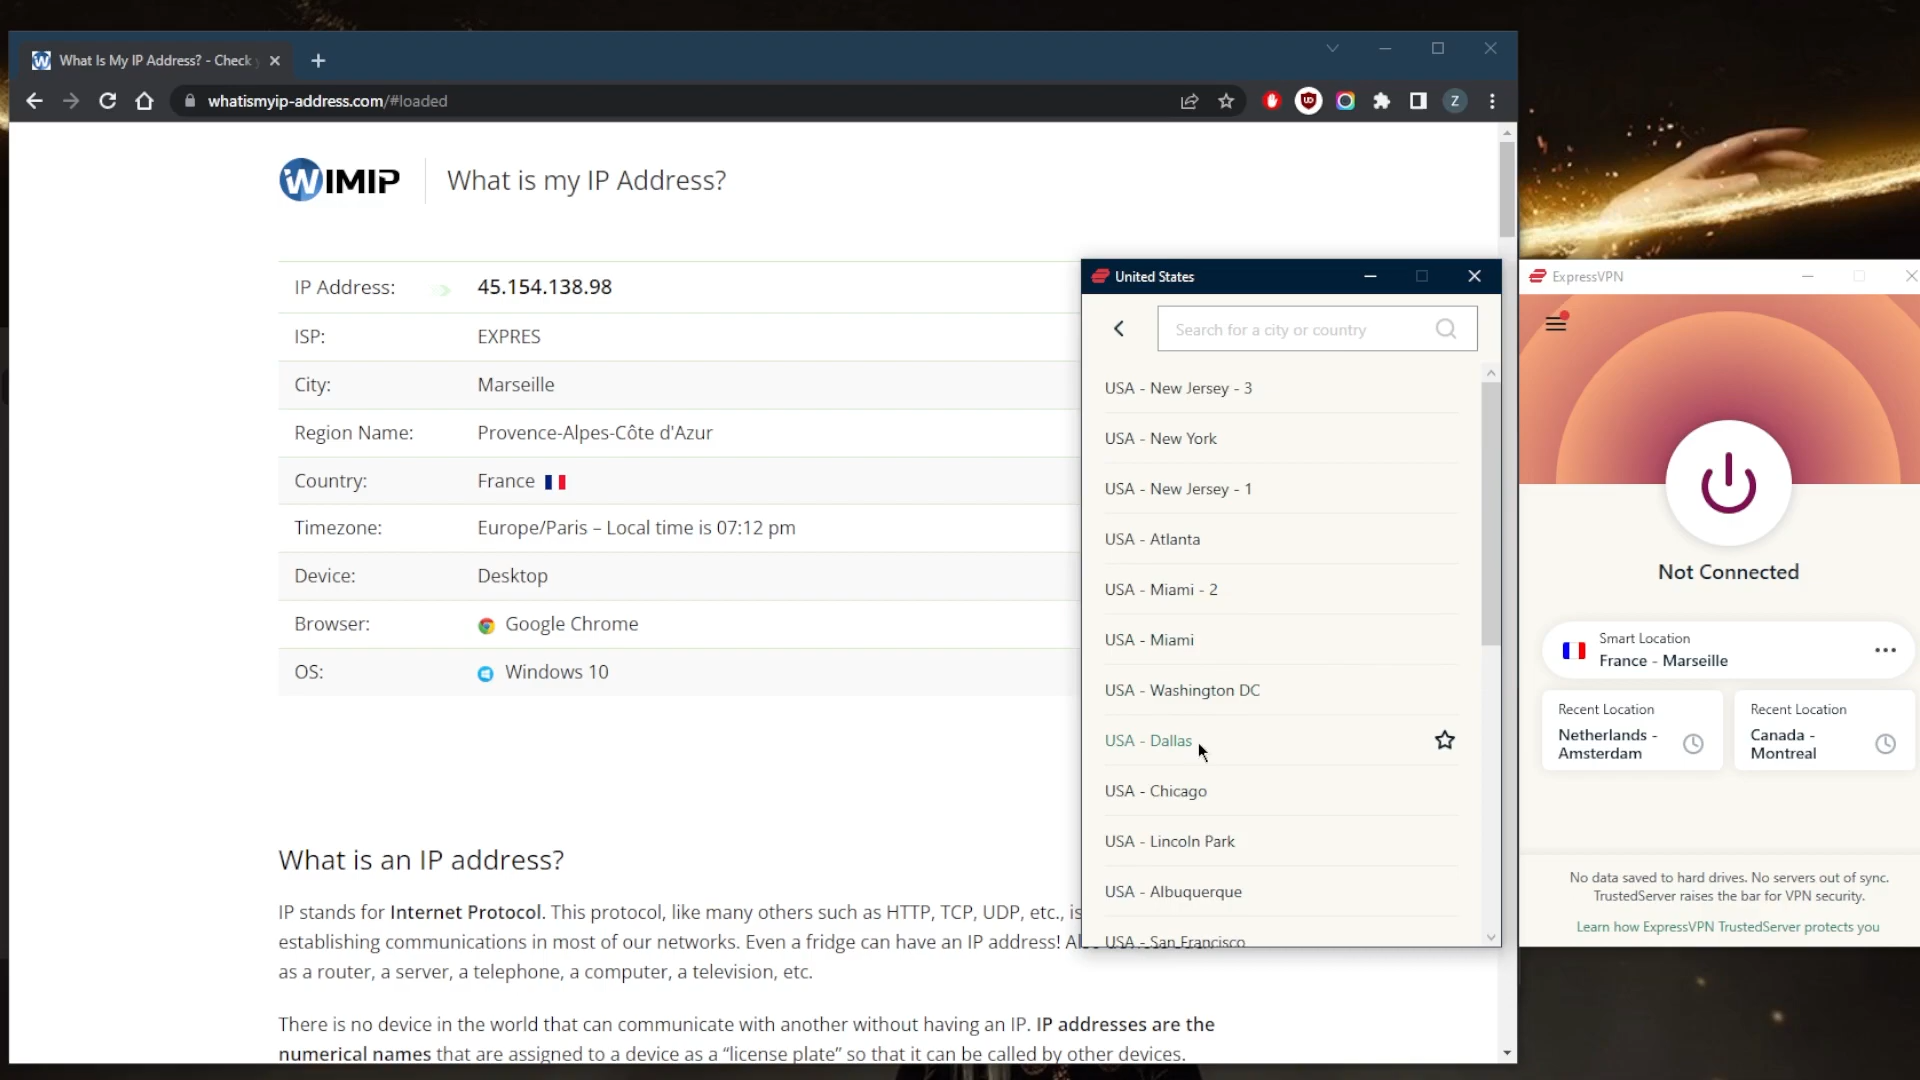 What Is My IP Address? - Check y
whatismyip-address.com/#loaded
Z
WIMIP
What is my IP Address?
IP Address: 45.154.138.98
ISP: EXPRES
City: Marseille
Region Name: Provence-Alpes-Côte d'Azur
Country: France
Timezone: Europe/Paris – Local time is 07:12 pm
Device: Desktop
Browser: Google Chrome
OS: Windows 10
What is an IP address?
IP stands for Internet Protocol. This protocol, like many others such as HTTP, TCP, UDP, etc., is
establishing communications in most of our networks. Even a fridge can have an IP address!
as a router, a server, a telephone, a computer, a television, etc.
There is no device in the world that can communicate with another without having an IP. IP addresses are the
numerical names that are assigned to a device as a “license plate” so that it can be called by other devices.
United States
Search for a city or country
USA - New Jersey - 3
USA - New York
USA - New Jersey - 1
USA - Atlanta
USA - Miami - 2
USA - Miami
USA - Washington DC
USA - Dallas
USA - Chicago
USA - Lincoln Park
USA - Albuquerque
USA - San Francisco
ExpressVPN
Not Connected
Smart Location
France - Marseille
Recent Location
Netherlands -
Amsterdam
Recent Location
Canada -
Montreal
No data saved to hard drives. No servers out of sync.
TrustedServer raises the bar for VPN security.
Learn how ExpressVPN TrustedServer protects you